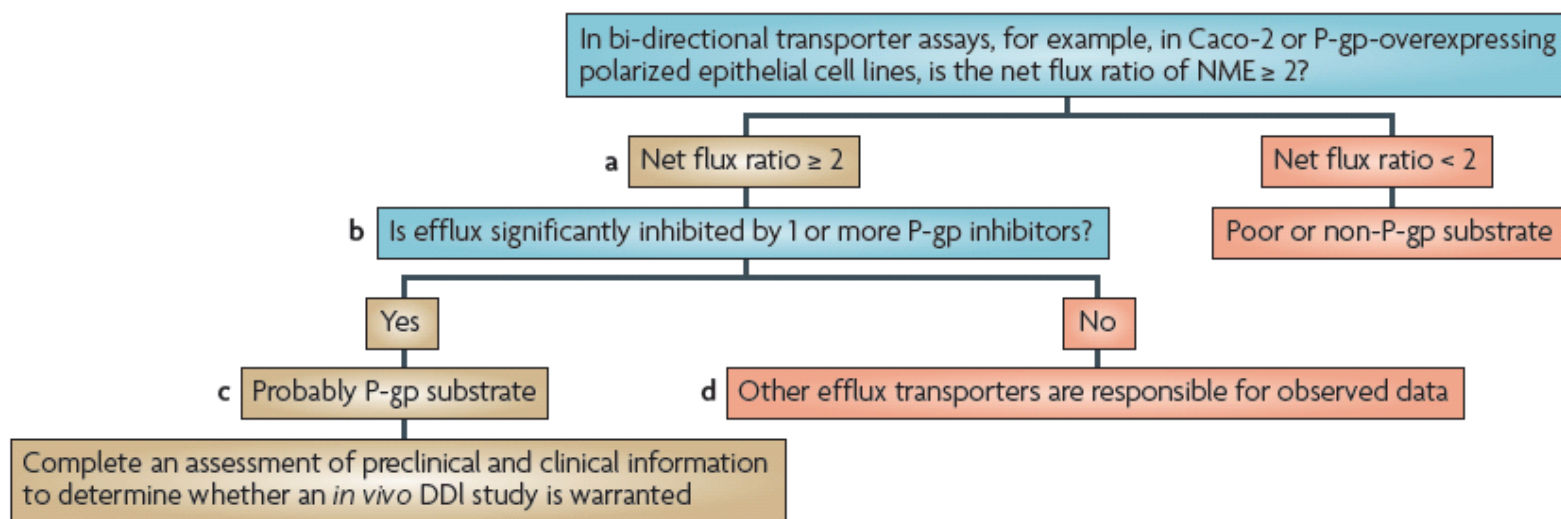 In bi-directional transporter assays, for example, in Caco-2 or P-gp-overexpressing
polarized epithelial cell lines, is the net flux ratio of NME ≥ 2?
a Net flux ratio ≥ 2
Net flux ratio < 2
b Is efflux significantly inhibited by 1 or more P-gp inhibitors?
Poor or non-P-gp substrate
Yes
No
c Probably P-gp substrate
d Other efflux transporters are responsible for observed data
Complete an assessment of preclinical and clinical information
to determine whether an in vivo DDI study is warranted